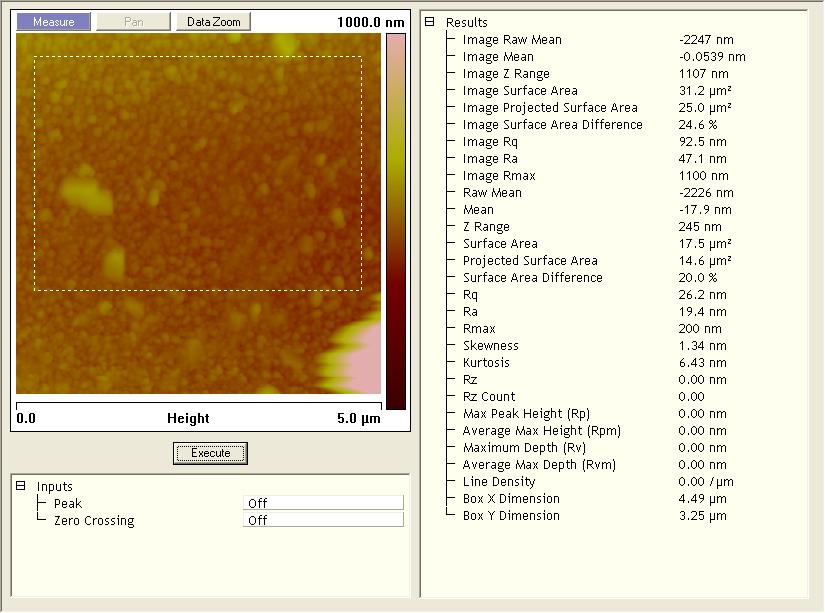 Measure Pan Data Zoom 1000.0 nm
0.0 Height 5.0 µm
Execute
Inputs
Peak Off
Zero Crossing Off
Results
Image Raw Mean -2247 nm
Image Mean -0.0539 nm
Image Z Range 1107 nm
Image Surface Area 31.2 µm²
Image Projected Surface Area 25.0 µm²
Image Surface Area Difference 24.6 %
Image Rq 92.5 nm
Image Ra 47.1 nm
Image Rmax 1100 nm
Raw Mean -2226 nm
Mean -17.9 nm
Z Range 245 nm
Surface Area 17.5 µm²
Projected Surface Area 14.6 µm²
Surface Area Difference 20.0 %
Rq 26.2 nm
Ra 19.4 nm
Rmax 200 nm
Skewness 1.34 nm
Kurtosis 6.43 nm
Rz 0.00 nm
Rz Count 0.00
Max Peak Height (Rp) 0.00 nm
Average Max Height (Rpm) 0.00 nm
Maximum Depth (Rv) 0.00 nm
Average Max Depth (Rvm) 0.00 nm
Line Density 0.00 /µm
Box X Dimension 4.49 µm
Box Y Dimension 3.25 µm